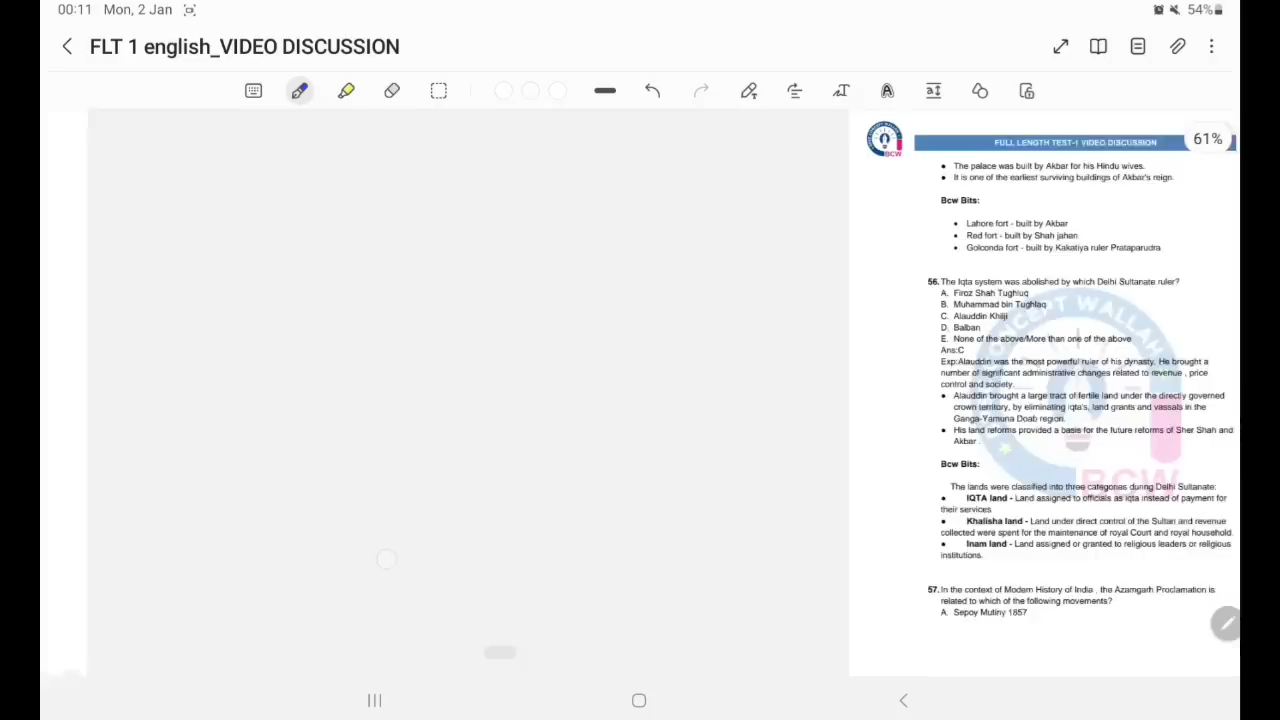 00:11 Mon, 2 Jan
54%
FLT 1 english_VIDEO DISCUSSION
61%
BCW
FULL LENGTH TEST-1 VIDEO DISCUSSION
• The palace was built by Akbar for his Hindu wives.
• It is one of the earliest surviving buildings of Akbar's reign.
Bcw Bits:
• Lahore fort - built by Akbar
• Red fort - built by Shah jahan
• Golconda fort - built by Kakatiya ruler Prataparudra
56. The Iqta system was abolished by which Delhi Sultanate ruler?
A. Firoz Shah Tughluq
B. Muhammad bin Tughlaq
C. Alauddin Khilji
D. Balban
E. None of the above/More than one of the above
Ans:C
Exp:Alauddin was the most powerful ruler of his dynasty. He brought a
number of significant administrative changes related to revenue , price
control and society.
• Alauddin brought a large tract of fertile land under the directly governed
crown territory, by eliminating iqta's, land grants and vassals in the
Ganga-Yamuna Doab region.
• His land reforms provided a basis for the future reforms of Sher Shah and
Akbar .
Bcw Bits:
The lands were classified into three categories during Delhi Sultanate:
• IQTA land - Land assigned to officials as iqta instead of payment for
their services
• Khalisha land - Land under direct control of the Sultan and revenue
collected were spent for the maintenance of royal Court and royal household.
• Inam land - Land assigned or granted to religious leaders or religious
institutions.
57. In the context of Modern History of India , the Azamgarh Proclamation is
related to which of the following movements?
A. Sepoy Mutiny 1857
CONCEPT WALLAH
BCW